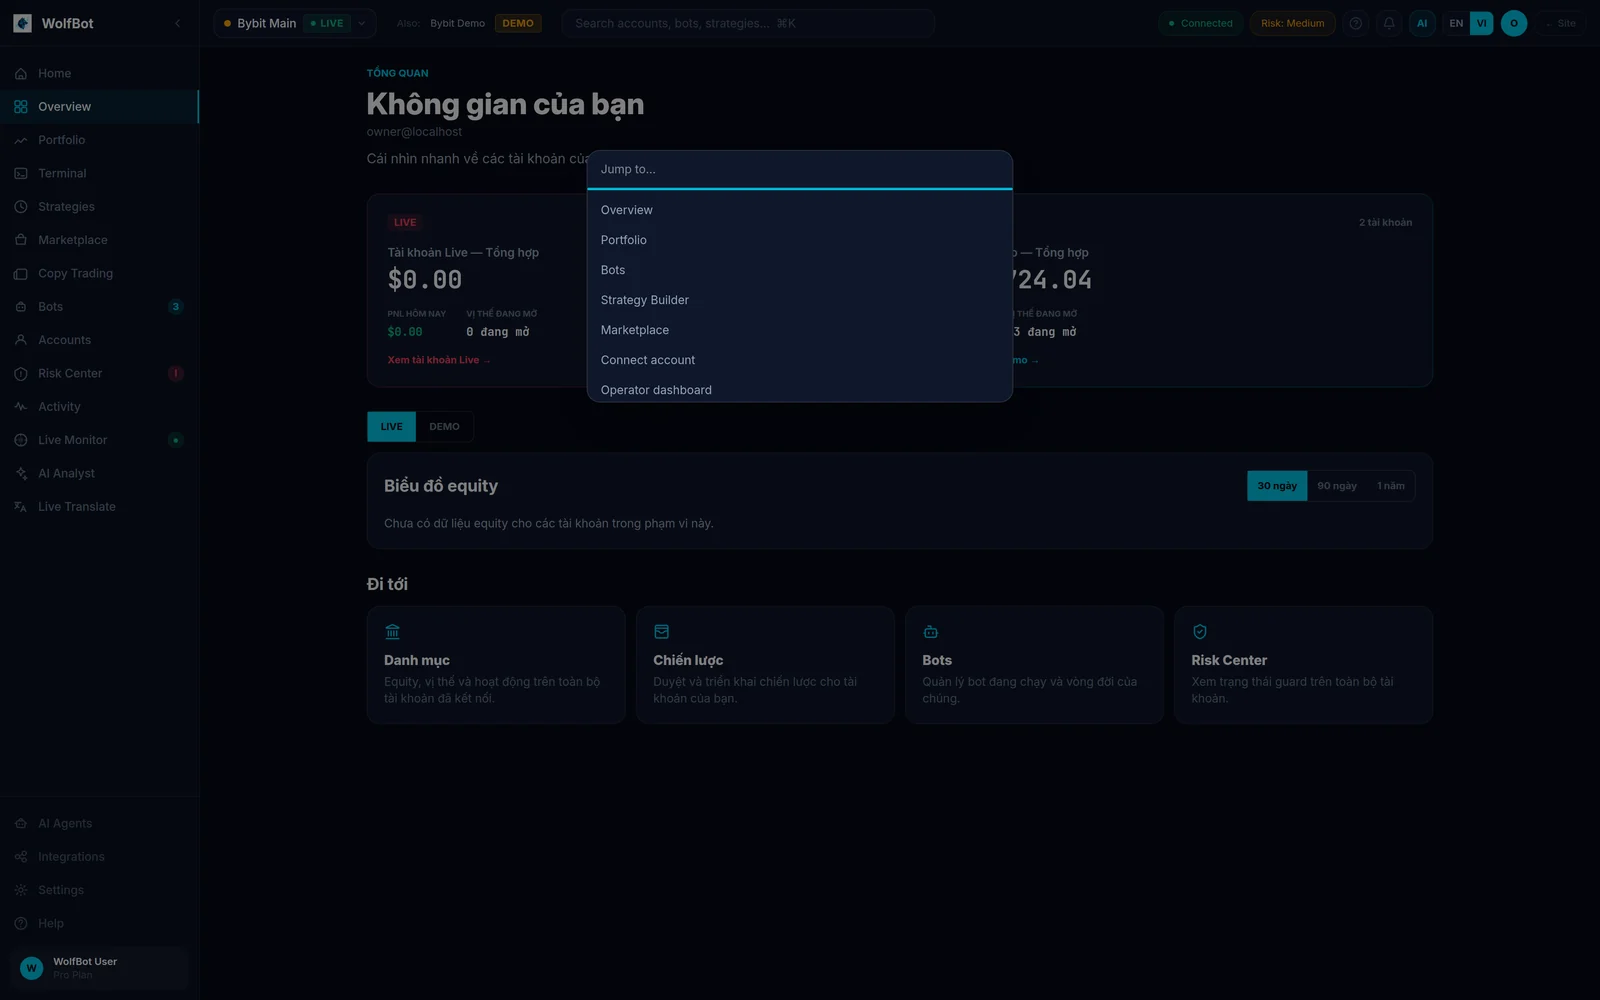 WolfBot
Bybit Main
LIVE
Also:
Bybit Demo
DEMO
Search accounts, bots, strategies... ⌘K
Connected
Risk: Medium
AI
EN
VI
O
← Site
Home
Overview
Portfolio
Terminal
Strategies
Marketplace
Copy Trading
Bots
3
Accounts
Risk Center
!
Activity
Live Monitor
AI Analyst
Live Translate
AI Agents
Integrations
Settings
Help
W
WolfBot User
Pro Plan
TỔNG QUAN
Không gian của bạn
owner@localhost
Cái nhìn nhanh về các tài khoản của
Jump to...
Overview
Portfolio
Bots
Strategy Builder
Marketplace
Connect account
Operator dashboard
LIVE
Tài khoản Live — Tổng hợp
$0.00
PNL HÔM NAY
VỊ THẾ ĐANG MỞ
$0.00
0 đang mở
Xem tài khoản Live →
2 tài khoản
— Tổng hợp
724.04
VỊ THẾ ĐANG MỞ
3 đang mở
mo →
LIVE
DEMO
Biểu đồ equity
30 ngày
90 ngày
1 năm
Chưa có dữ liệu equity cho các tài khoản trong phạm vi này.
Đi tới
Danh mục
Equity, vị thế và hoạt động trên toàn bộ
tài khoản đã kết nối.
Chiến lược
Duyệt và triển khai chiến lược cho tài
khoản của bạn.
Bots
Quản lý bot đang chạy và vòng đời của
chúng.
Risk Center
Xem trạng thái guard trên toàn bộ tài
khoản.